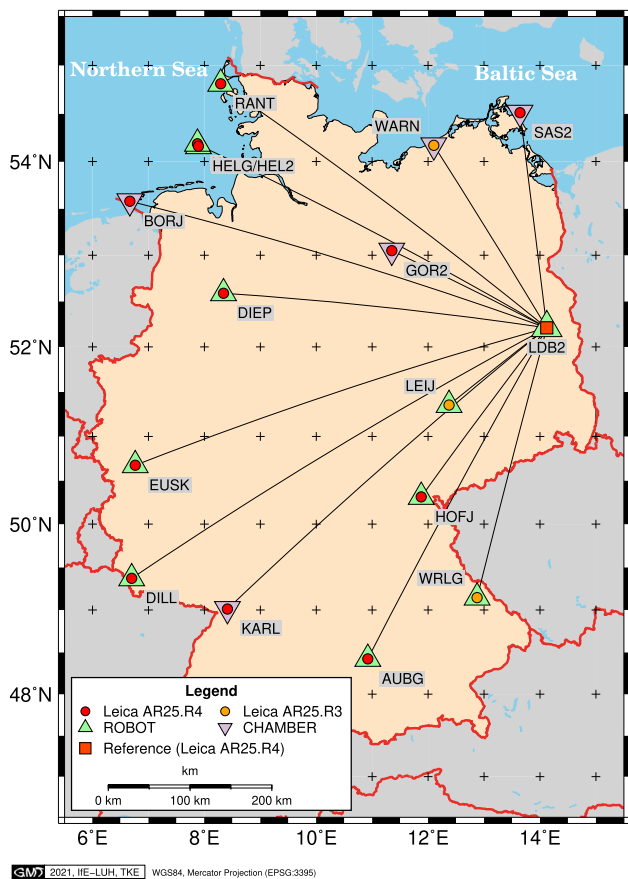 Northern Sea
Baltic Sea
RANT
WARN
SAS2
54°N
HELG/HEL2
BORJ
GOR2
DIEP
LDB2
52°N
LEIJ
EUSK
HOFJ
50°N
WRLG
DILL
KARL
AUBG
48°N
Legend
Leica AR25.R4 Leica AR25.R3
ROBOT CHAMBER
Reference (Leica AR25.R4)
km
0 km 100 km 200 km
6°E 8°E 10°E 12°E 14°E
GMT 2021, IfE−LUH, TKE WGS84, Mercator Projection (EPSG:3395)